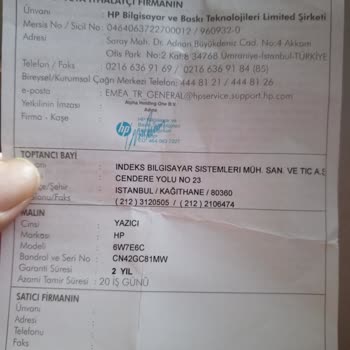 İTHALATÇI FİRMANIN
Ünvanı : HP Bilgisayar ve Baskı Teknolojileri Limited Şirketi
Mersis No / Sicil No : 0464063722700012 / 960932-0
Adresi : Saray Mah. Dr. Adnan Büyükdeniz Cad.No:4 Akkom
Ofis Park. No:2 Kat:8 34768 Ümraniye-İstanbul-TÜRKİYE
Telefon / Faks : 0216 636 91 69 / 0216 636 91 84 (85)
Bireysel/Kurumsal Çağrı Merkezi Telefon: 444 81 21 / 444 81 26
e-posta : EMEA_TR_GENERAL@hpservice.support.hp.com
Yetkilinin İmzası :
Firma - Kaşe :
hp
TOPTANCI BAYİ
INDEKS BILGISAYAR SISTEMLERI MÜH. SAN. VE TIC A.Ş
CENDERE YOLU NO 23
/Şehir : ISTANBUL / KAĞITHANE / 80360
/Faks : ( 212 ) 3120505 / ( 212 ) 2106474
MALIN
Cinsi : YAZICI
Markası : HP
Modeli : 6W7E6C
Bandrol ve Seri No : CN42GC81MW
Garanti Süresi : 2 YIL
Azami Tamir Süresi : 20 İŞ GÜNÜ
SATICI FİRMANIN
Ünvanı :
Adresi :
Telefonu :
Faks